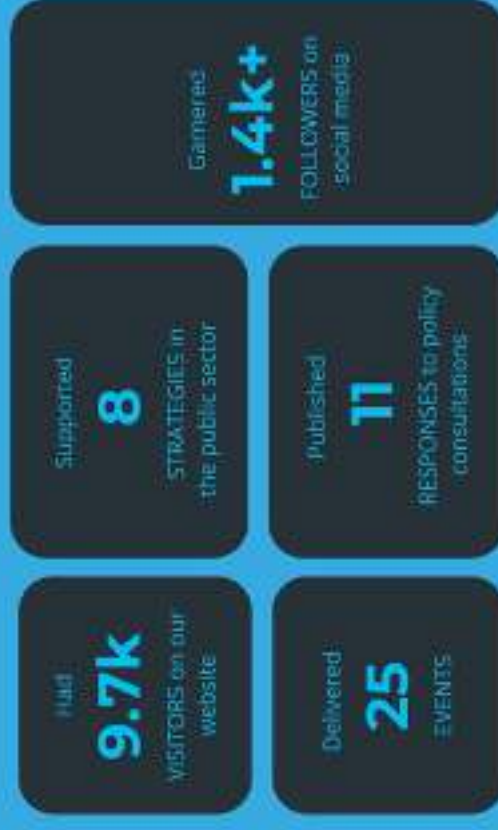 Had
9.7k
VISITORS on our
website
Supported
8
STRATEGIES in
the public sector
Garnered
1.4k+
FOLLOWERS on
social media
Delivered
25
EVENTS
Published
11
RESPONSES to policy
consultations